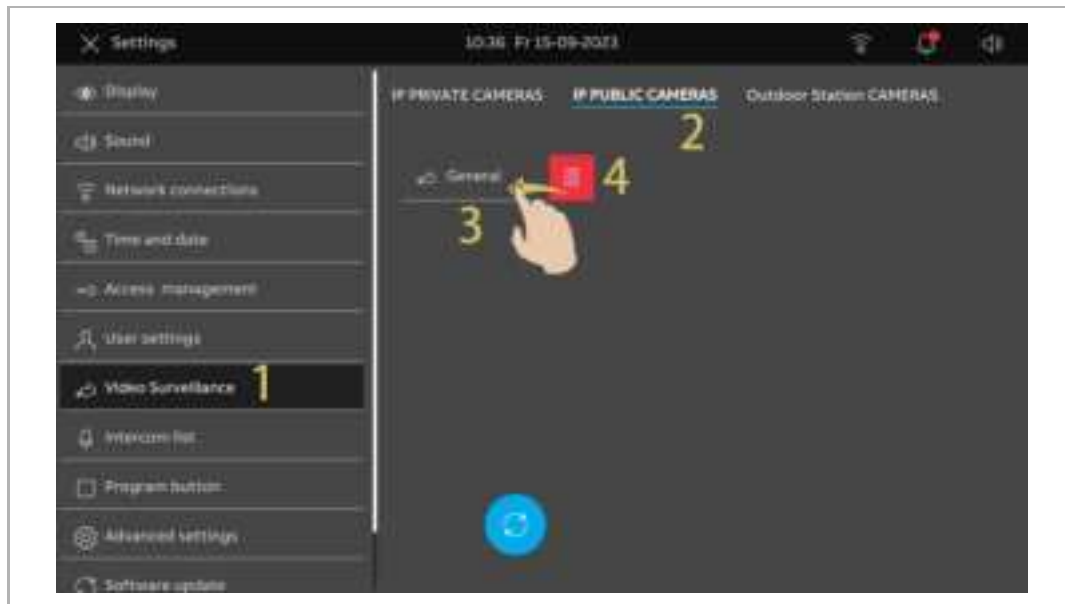 Settings
10:36 Fr 15-09-2023
Display
IP PRIVATE CAMERAS
IP PUBLIC CAMERAS
Outdoor Station CAMERAS
2
Sound
General
4
Network connections
3
Time and date
Access management
User settings
Video Surveillance
1
Intercom list
Program button
Advanced settings
Software update